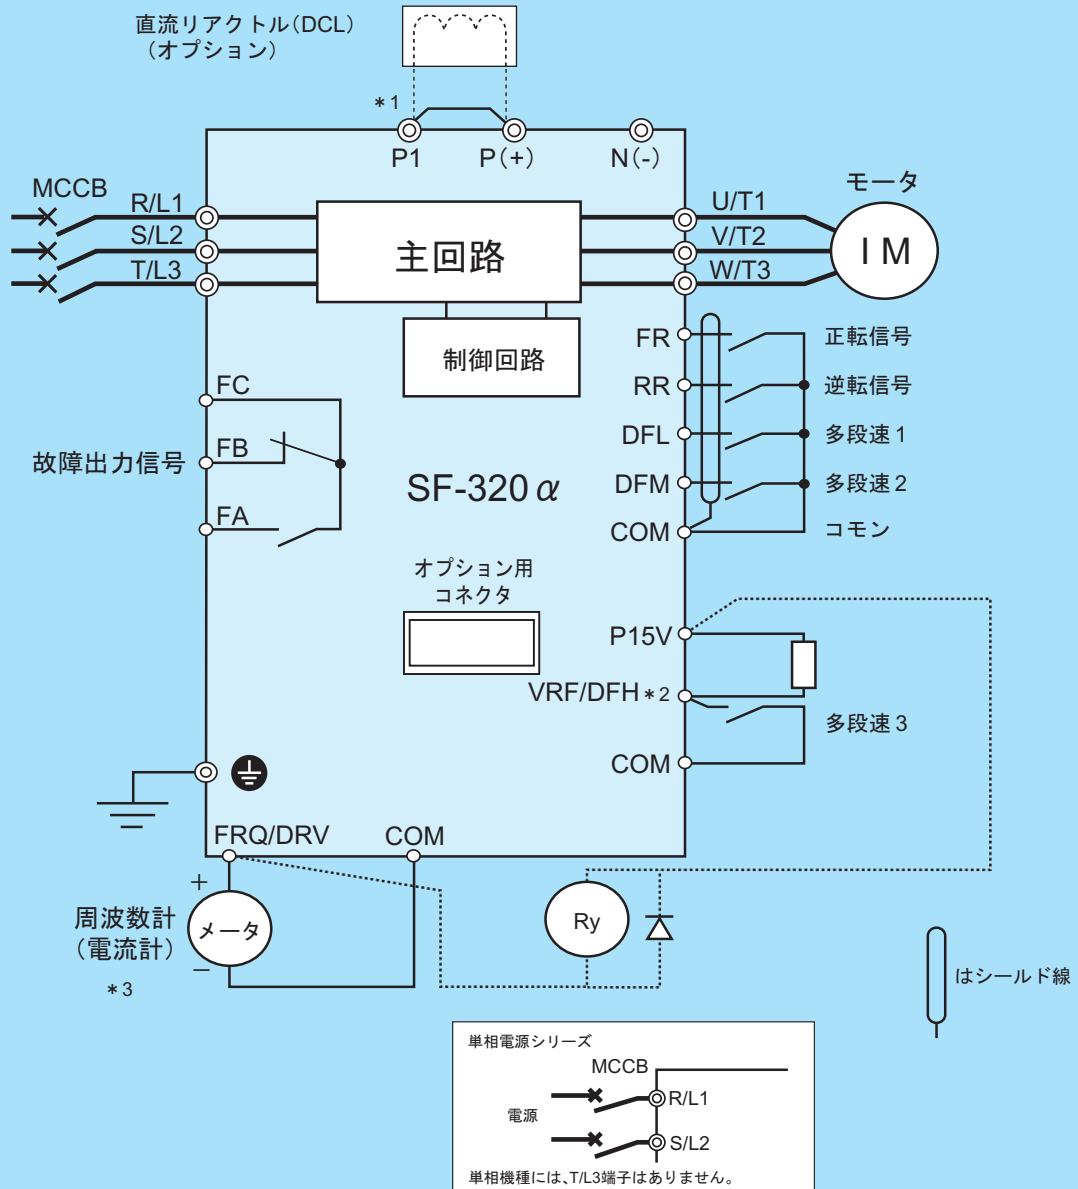 直流リアクトル(DCL)
(オプション)
*1
P1
P(+)
N(-)
MCCB
R/L1
S/L2
T/L3
主回路
制御回路
U/T1
V/T2
W/T3
モータ
IM
FR
正転信号
RR
逆転信号
DFL
多段速1
DFM
多段速2
COM
コモン
FC
FB
FA
故障出力信号
SF-320α
オプション用
コネクタ
P15V
VRF/DFH *2
多段速3
COM
FRQ/DRV
COM
+
メータ
−
周波数計
(電流計)
*3
Ry
はシールド線
単相電源シリーズ
MCCB
電源
R/L1
S/L2
単相機種には、T/L3端子はありません。